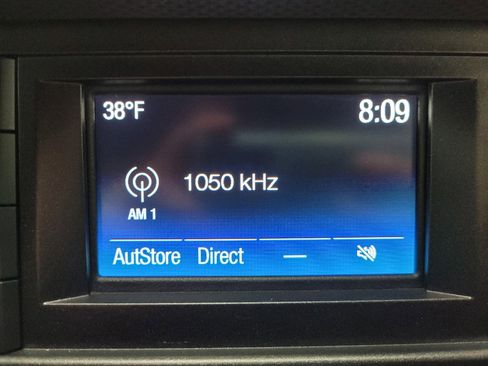 38°F 8:09
1050 kHz
AM 1
AutStore Direct —